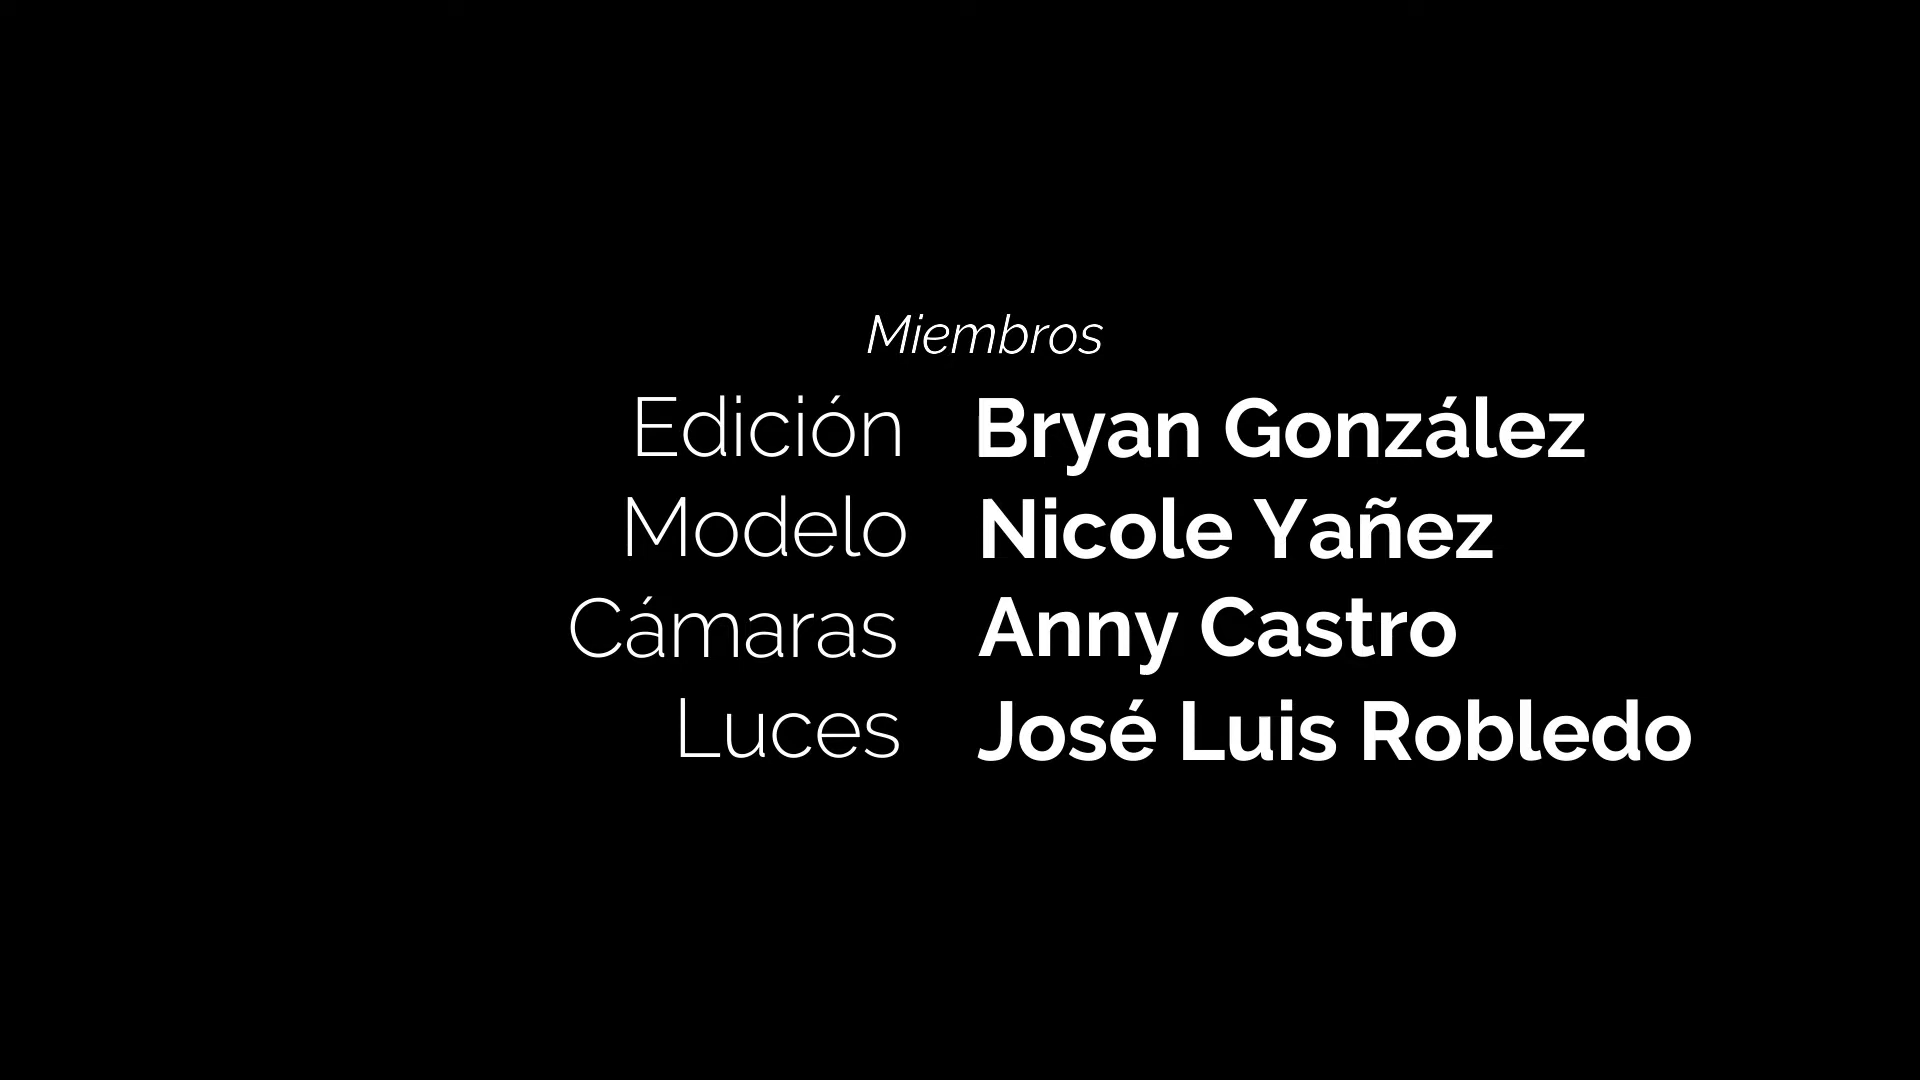 Miembros
Edición Bryan González
Modelo Nicole Yañez
Cámaras Anny Castro
Luces José Luis Robledo